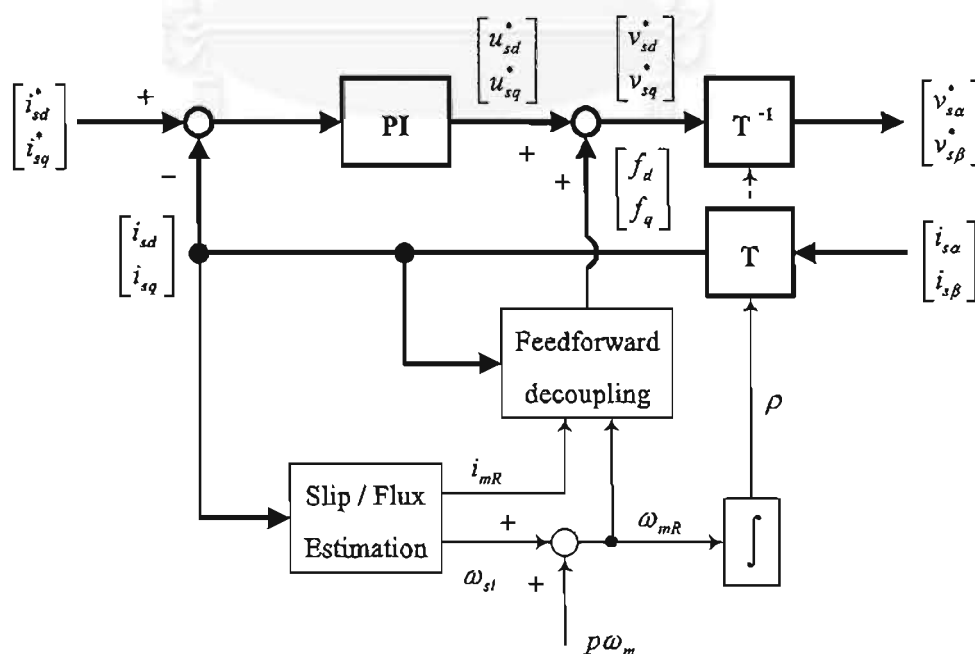 [u*sd
u*sq]
[v*sd
v*sq]
[i*sd
i*sq]
+
PI
T⁻¹
[v*sα
v*sβ]
−
+
+
[fd
fq]
[isd
isq]
T
[isα
isβ]
Feedforward
decoupling
ρ
imR
Slip / Flux
Estimation
+
ωsl
+
ωmR
∫
pωm